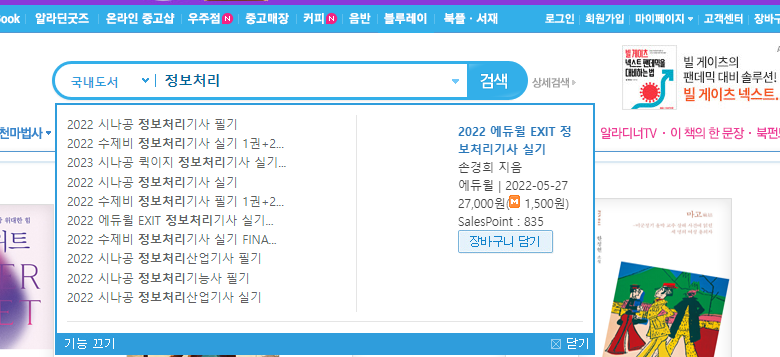 Book 알라딘굿즈 온라인 중고샵 우주점 N 중고매장 커피 N 음반 블루레이 북플 · 서재 로그인 회원가입 마이페이지 고객센터 장바구
국내도서 정보처리 검색 상세검색
빌 게이츠
넥스트 팬데믹을
대비하는 법
빌 게이츠의
팬데믹 대비 솔루션!
빌 게이츠 넥스트.
천마법사
알라디너TV · 이 책의 한 문장 · 북펀
2022 시나공 정보처리기사 필기
2022 수제비 정보처리기사 실기 1권+2...
2023 시나공 퀵이지 정보처리기사 실기...
2022 시나공 정보처리기사 실기
2022 수제비 정보처리기사 필기 1권+2...
2022 에듀윌 EXIT 정보처리기사 실기...
2022 수제비 정보처리기사 실기 FINA...
2022 시나공 정보처리산업기사 필기
2022 시나공 정보처리기능사 필기
2022 시나공 정보처리산업기사 실기
2022 에듀윌 EXIT 정
보처리기사 실기
손경희 지음
에듀윌 | 2022-05-27
27,000원(M 1,500원)
SalesPoint : 835
장바구니 담기
기능 끄기 닫기
위대한 힘
마고